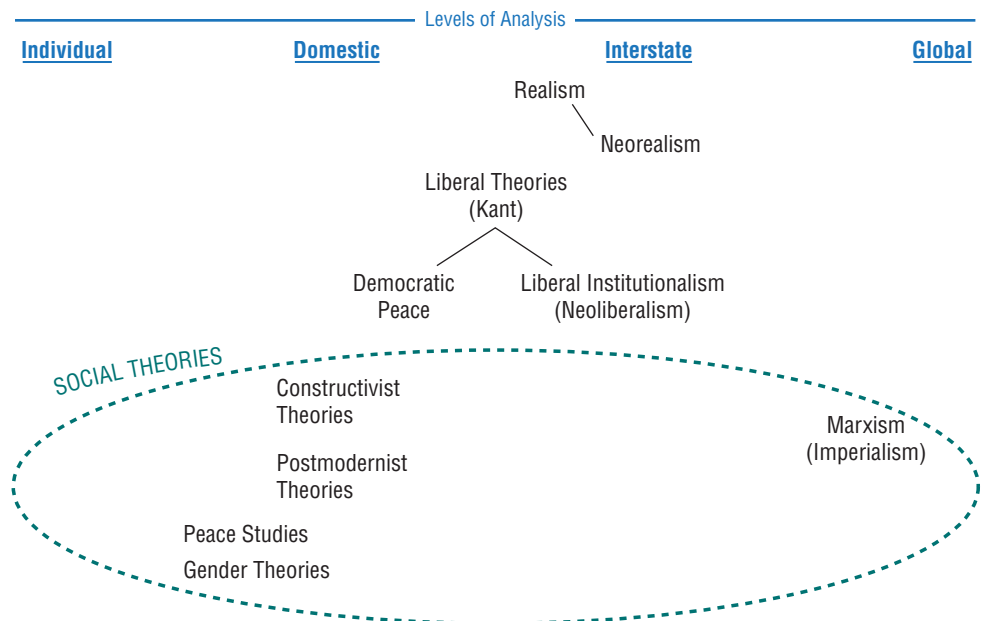 Levels of Analysis
Individual Domestic Interstate Global
Realism
Neorealism
Liberal Theories
(Kant)
Democratic
Peace
Liberal Institutionalism
(Neoliberalism)
SOCIAL THEORIES
Constructivist
Theories
Marxism
(Imperialism)
Postmodernist
Theories
Peace Studies
Gender Theories